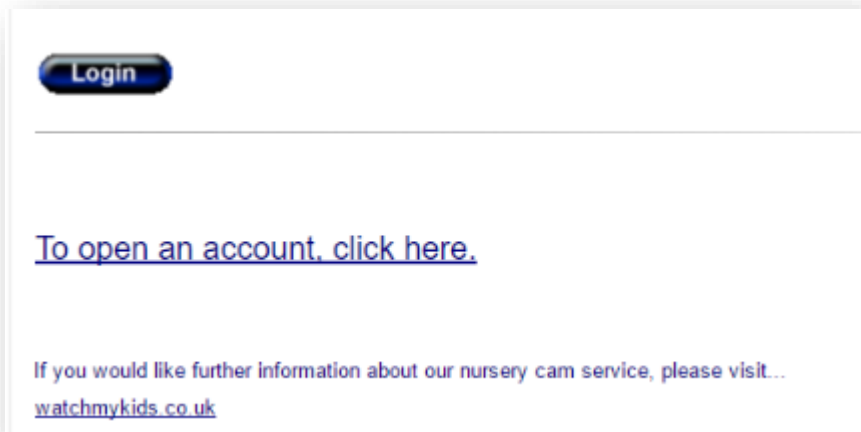 Login
To open an account, click here.
If you would like further information about our nursery cam service, please visit...
watchmykids.co.uk